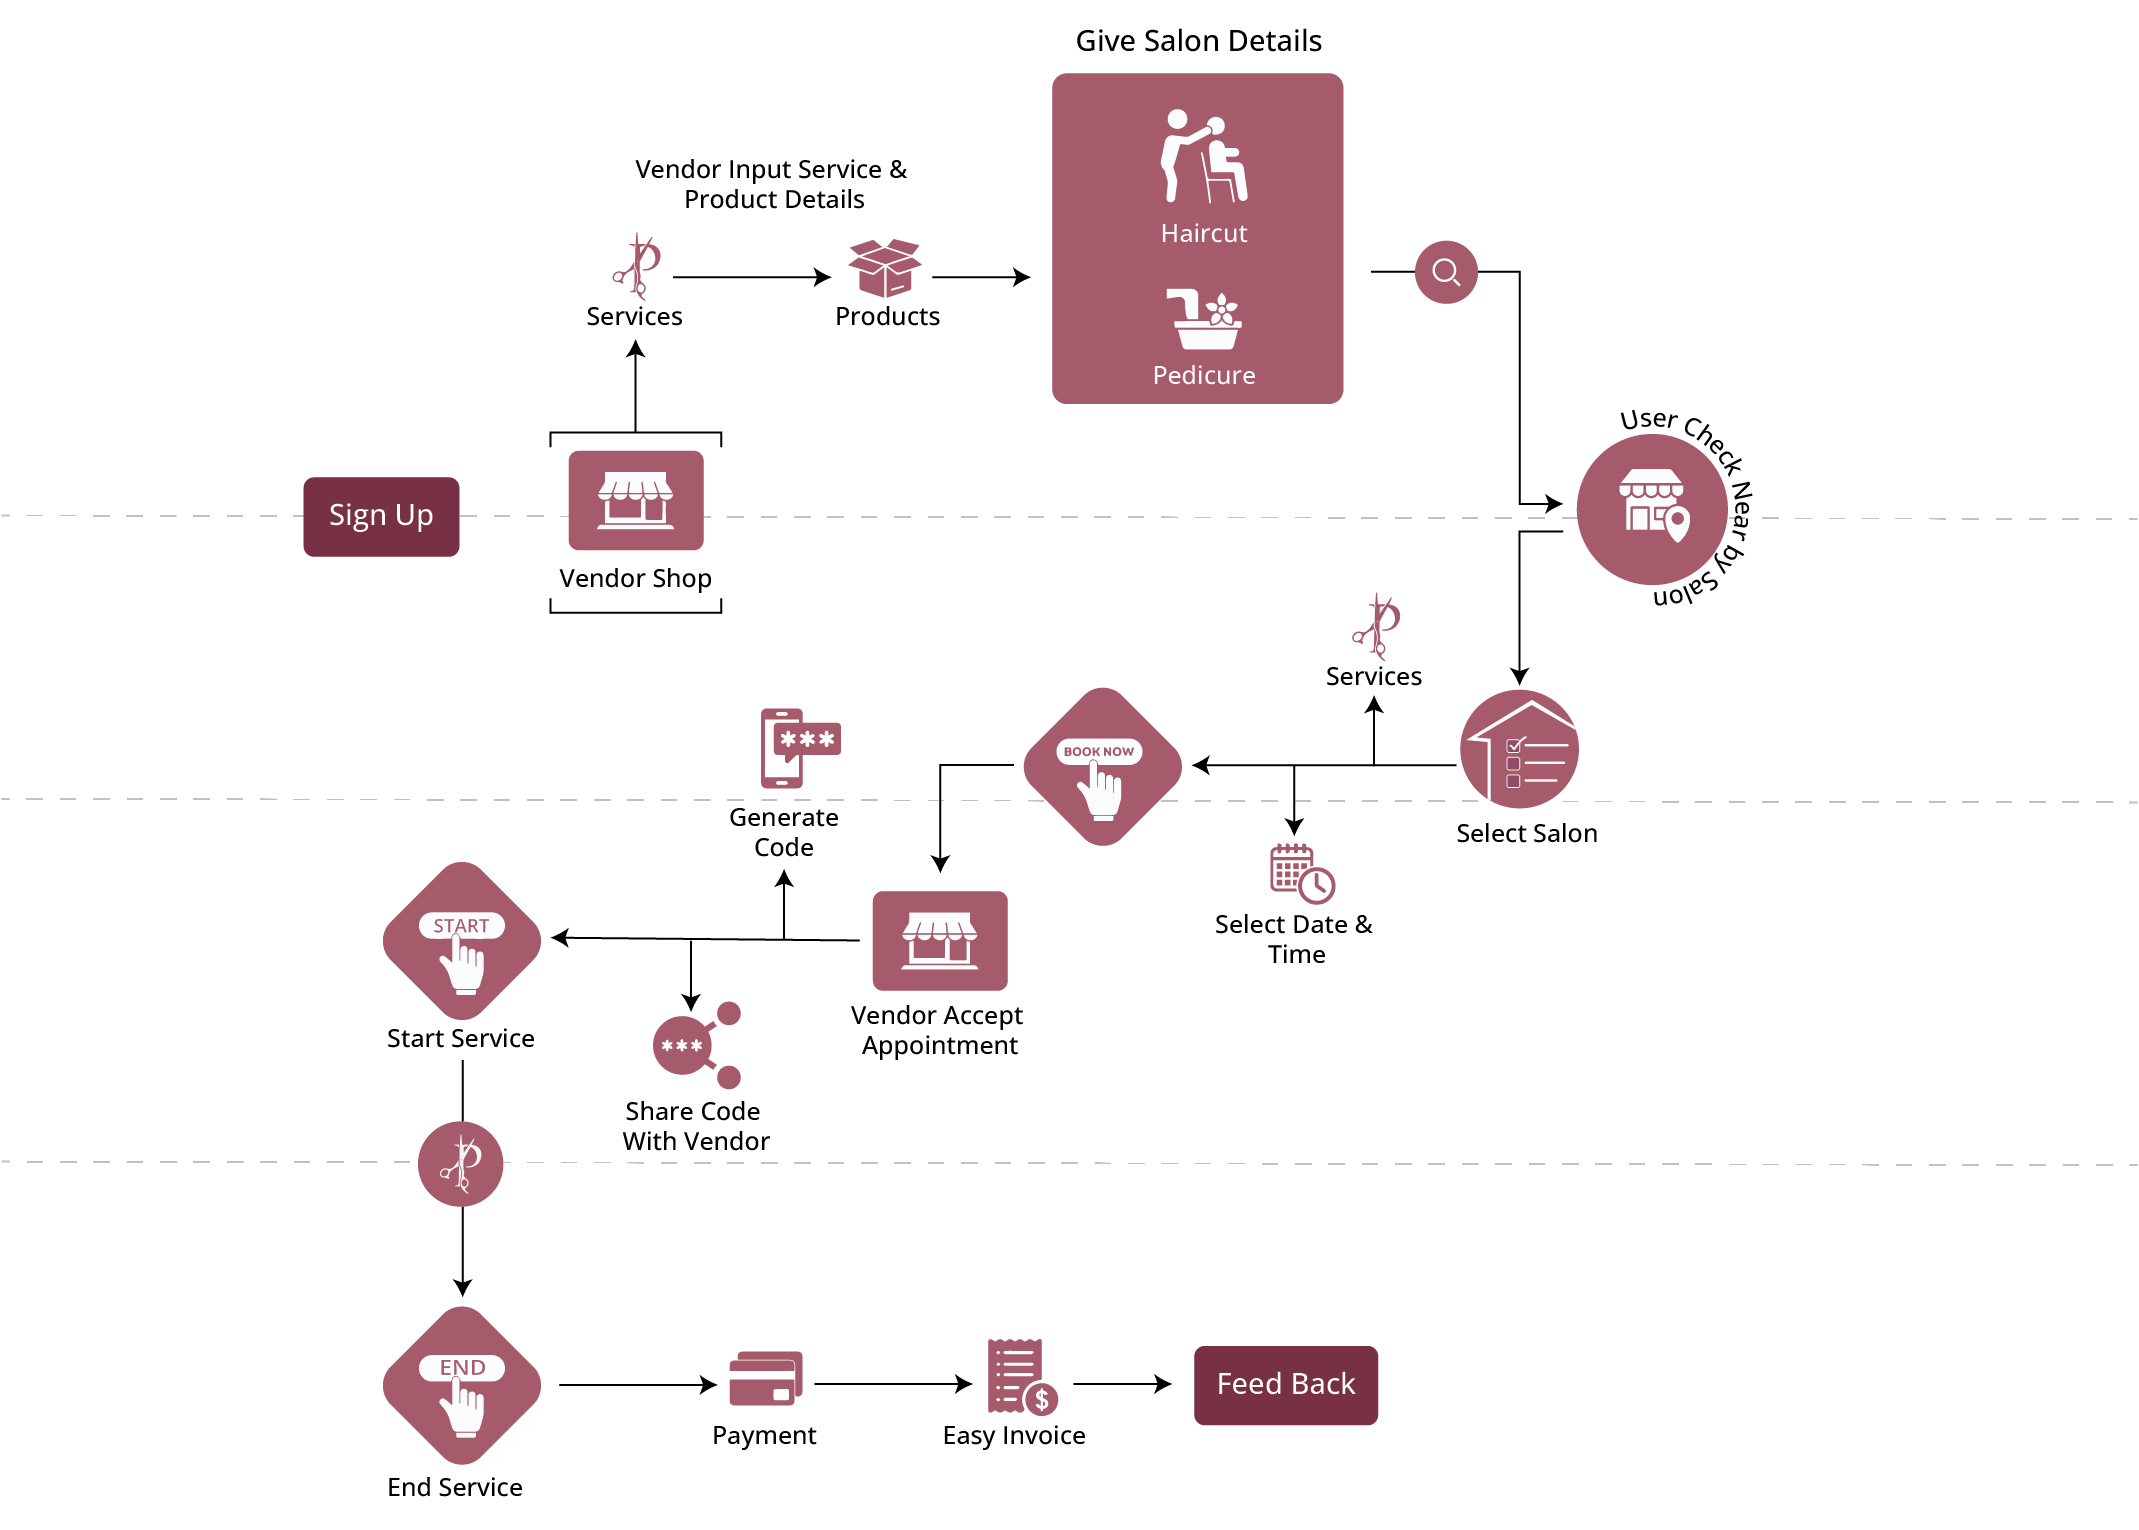 Give Salon Details
Vendor Input Service &
Product Details
Haircut
Services
Products
Pedicure
User Check Near by Salon
Sign Up
Vendor Shop
Services
BOOK NOW
Generate
Code
***
Select Salon
Select Date &
Time
START
Vendor Accept
Appointment
Start Service
***
Share Code
With Vendor
END
$
Feed Back
Payment
Easy Invoice
End Service